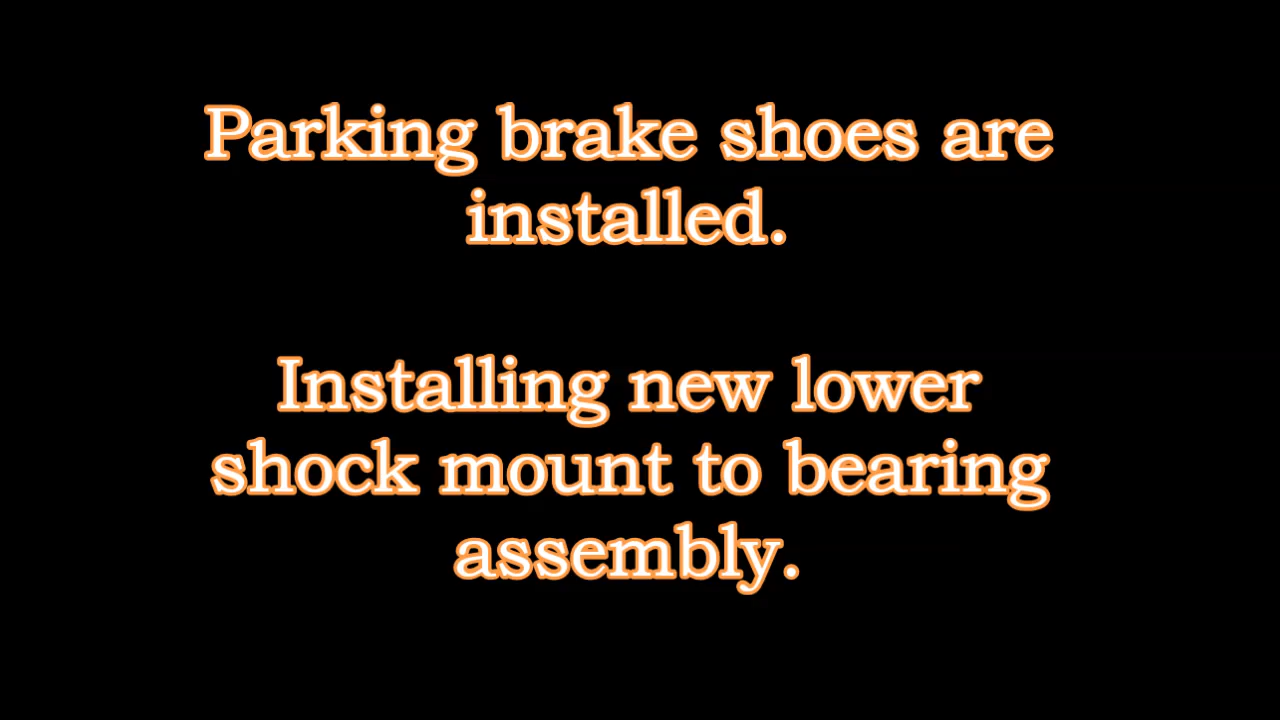 Parking brake shoes are
installed.
Installing new lower
shock mount to bearing
assembly.